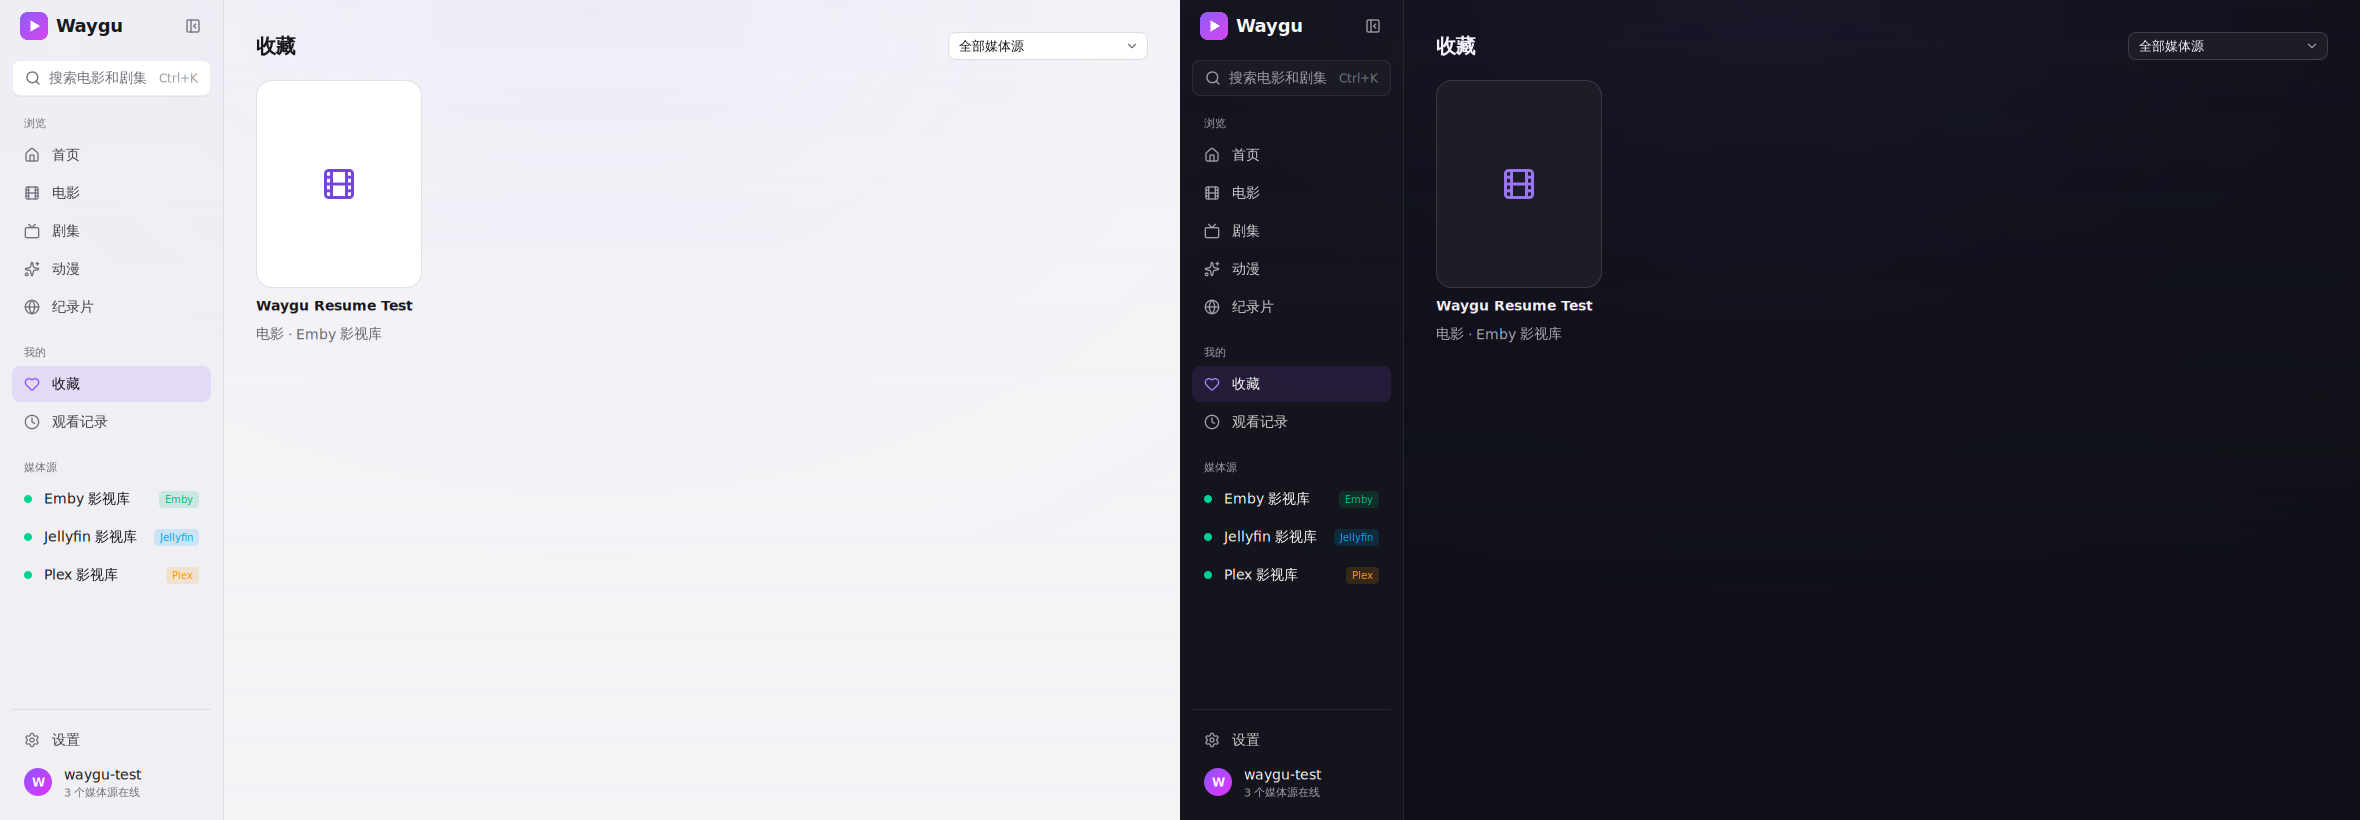 Waygu
搜索电影和剧集 Ctrl+K
浏览
首页
电影
剧集
动漫
纪录片
我的
收藏
观看记录
媒体源
Emby 影视库 Emby
Jellyfin 影视库 Jellyfin
Plex 影视库 Plex
设置
W
waygu-test
3 个媒体源在线
收藏
全部媒体源
Waygu Resume Test
电影 · Emby 影视库
Waygu
搜索电影和剧集 Ctrl+K
浏览
首页
电影
剧集
动漫
纪录片
我的
收藏
观看记录
媒体源
Emby 影视库 Emby
Jellyfin 影视库 Jellyfin
Plex 影视库 Plex
设置
W
waygu-test
3 个媒体源在线
收藏
全部媒体源
Waygu Resume Test
电影 · Emby 影视库